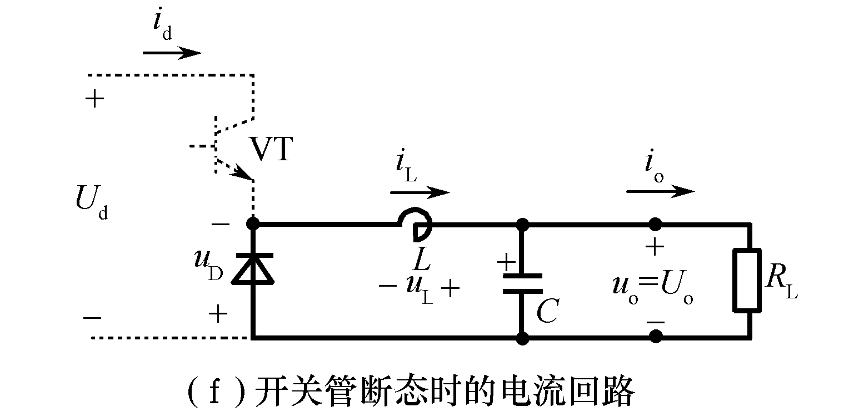 i_d
+
VT
U_d
i_L
i_o
−
u_D
L
+
+
− u_L +
C
u_o=U_o
R_L
−
+
−
(f)开关管断态时的电流回路